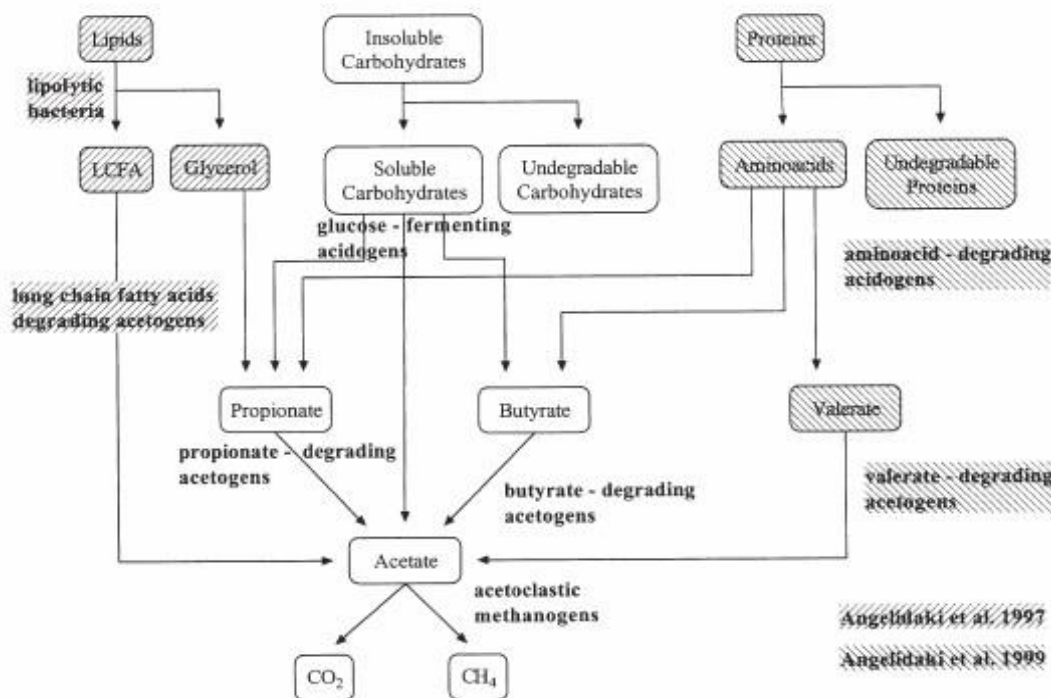 Lipids
Insoluble
Carbohydrates
Proteins
lipolytic
bacteria
LCFA
Glycerol
Soluble
Carbohydrates
Undegradable
Carbohydrates
Aminoacids
Undegradable
Proteins
glucose - fermenting
acidogens
aminoacid - degrading
acidogens
long chain fatty acids
degrading acetogens
Propionate
Butyrate
Valerate
propionate - degrading
acetogens
butyrate - degrading
acetogens
valerate - degrading
acetogens
Acetate
acetoclastic
methanogens
CO₂
CH₄
Angelidaki et al. 1997
Angelidaki et al. 1999